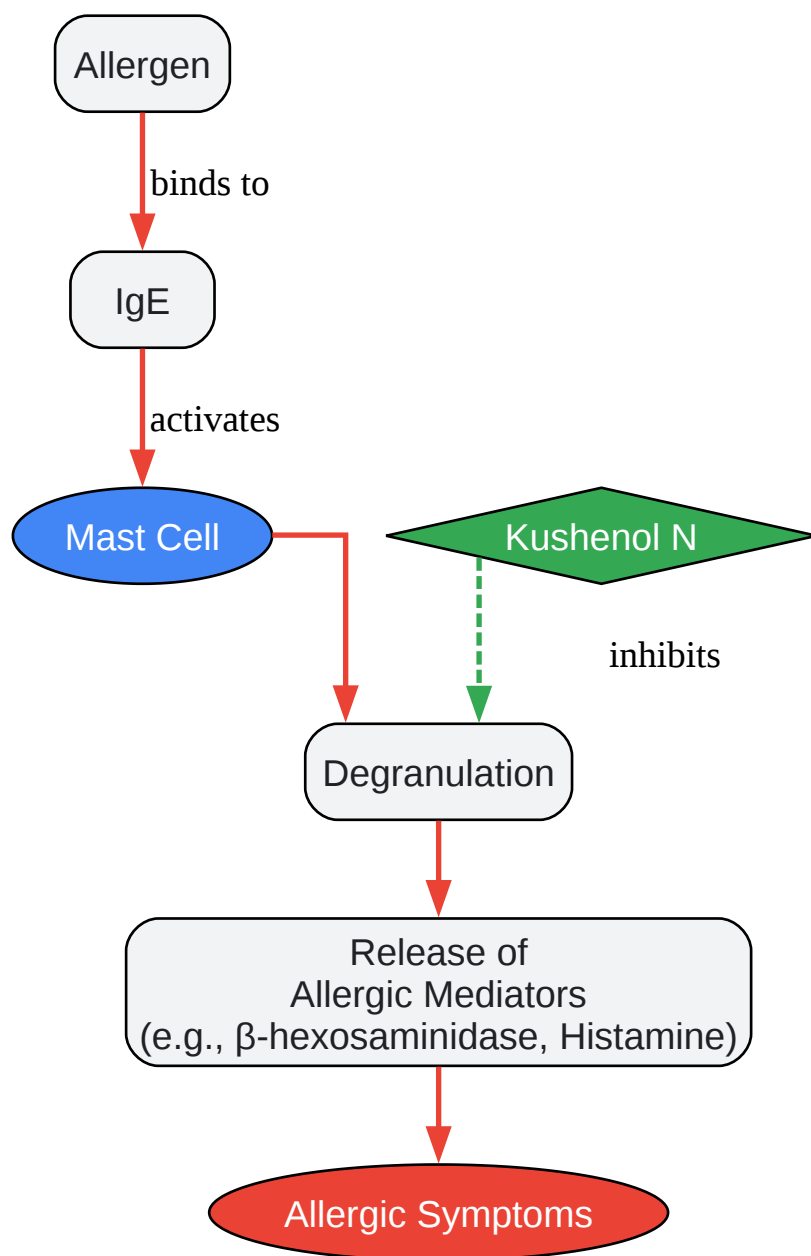 Allergen
binds to
IgE
activates
Mast Cell
Kushenol N
inhibits
Degranulation
Release of
Allergic Mediators
(e.g., β-hexosaminidase, Histamine)
Allergic Symptoms